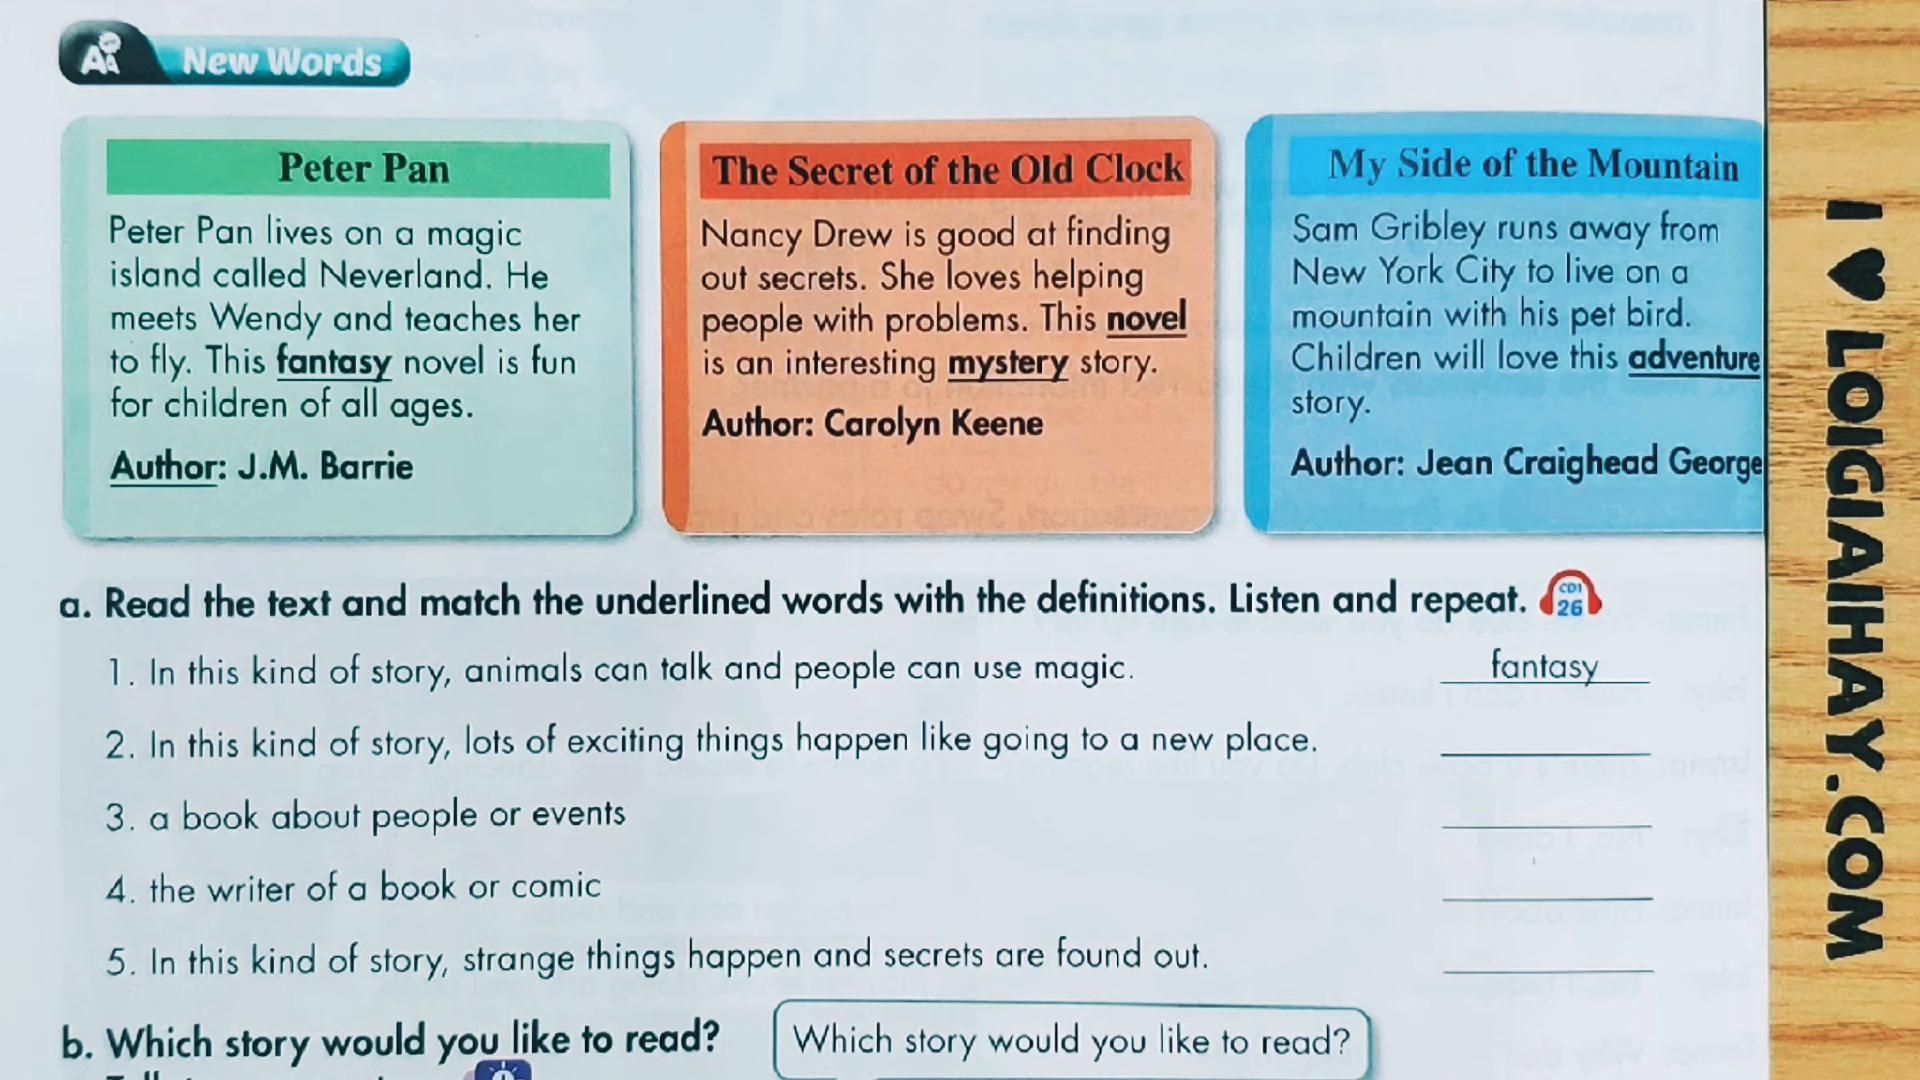 New Words
Peter Pan
Peter Pan lives on a magic
island called Neverland. He
meets Wendy and teaches her
to fly. This fantasy novel is fun
for children of all ages.
Author: J.M. Barrie
The Secret of the Old Clock
Nancy Drew is good at finding
out secrets. She loves helping
people with problems. This novel
is an interesting mystery story.
Author: Carolyn Keene
My Side of the Mountain
Sam Gribley runs away from
New York City to live on a
mountain with his pet bird.
Children will love this adventure
story.
Author: Jean Craighead George
a. Read the text and match the underlined words with the definitions. Listen and repeat. CD1 26
1. In this kind of story, animals can talk and people can use magic. fantasy
2. In this kind of story, lots of exciting things happen like going to a new place.
3. a book about people or events
4. the writer of a book or comic
5. In this kind of story, strange things happen and secrets are found out.
b. Which story would you like to read?
Which story would you like to read?
I ♥ LOIGIAIHAY.COM